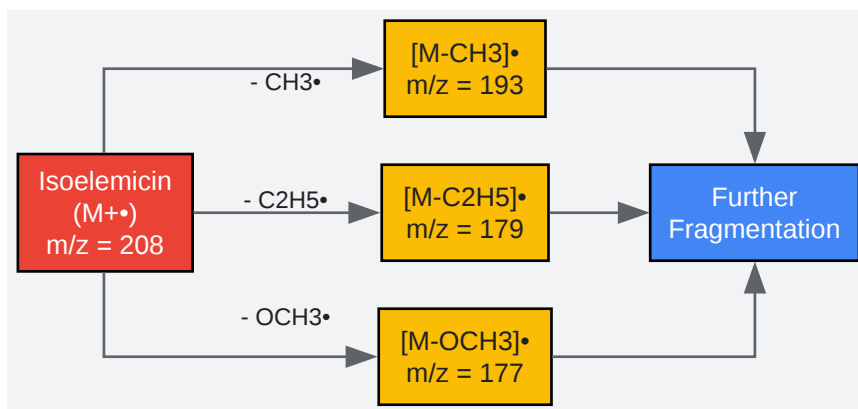 [M-CH3]•
m/z = 193
- CH3•
Isoelemicin
(M+•)
m/z = 208
- C2H5•
[M-C2H5]•
m/z = 179
Further
Fragmentation
- OCH3•
[M-OCH3]•
m/z = 177